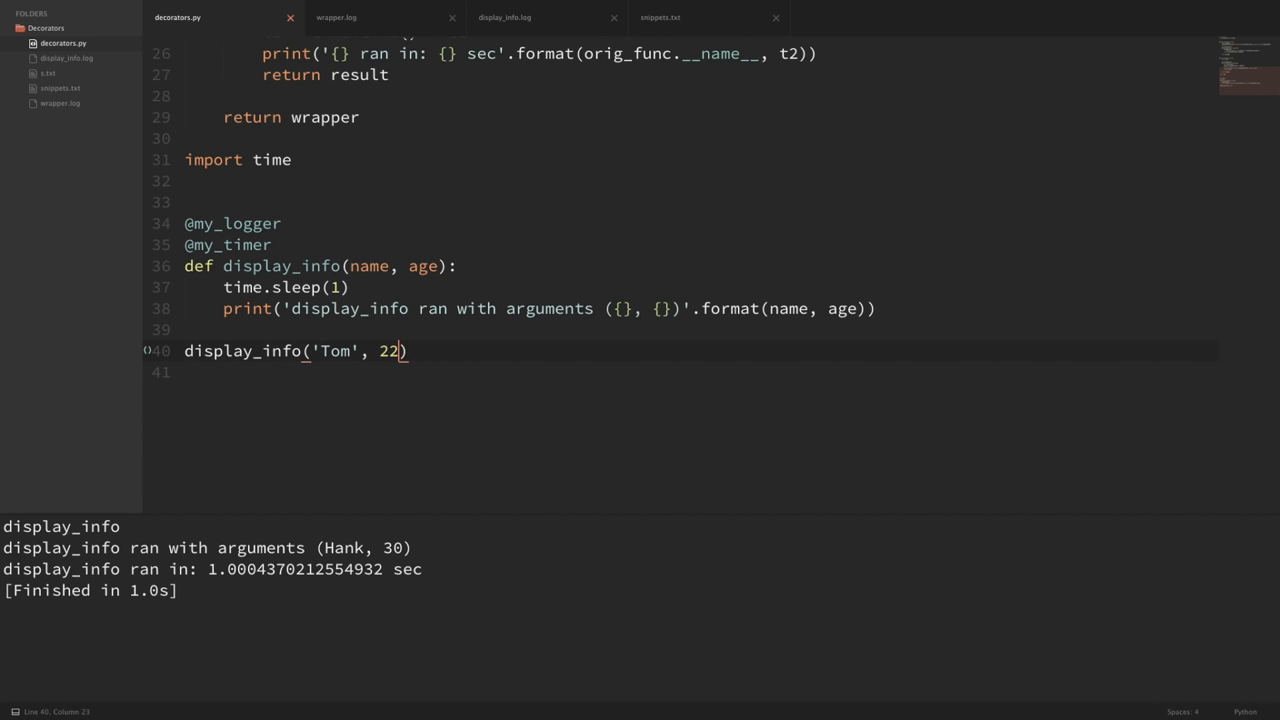 FOLDERS
Decorators
decorators.py
display_info.log
s.txt
snippets.txt
wrapper.log
decorators.py
wrapper.log
display_info.log
snippets.txt
26 print('{} ran in: {} sec'.format(orig_func.__name__, t2))
27 return result
28
29 return wrapper
30
31 import time
32
33
34 @my_logger
35 @my_timer
36 def display_info(name, age):
37 time.sleep(1)
38 print('display_info ran with arguments ({}, {})'.format(name, age))
39
40 display_info('Tom', 22)
41
display_info
display_info ran with arguments (Hank, 30)
display_info ran in: 1.0004370212554932 sec
[Finished in 1.0s]
Line 40, Column 23
Spaces: 4
Python